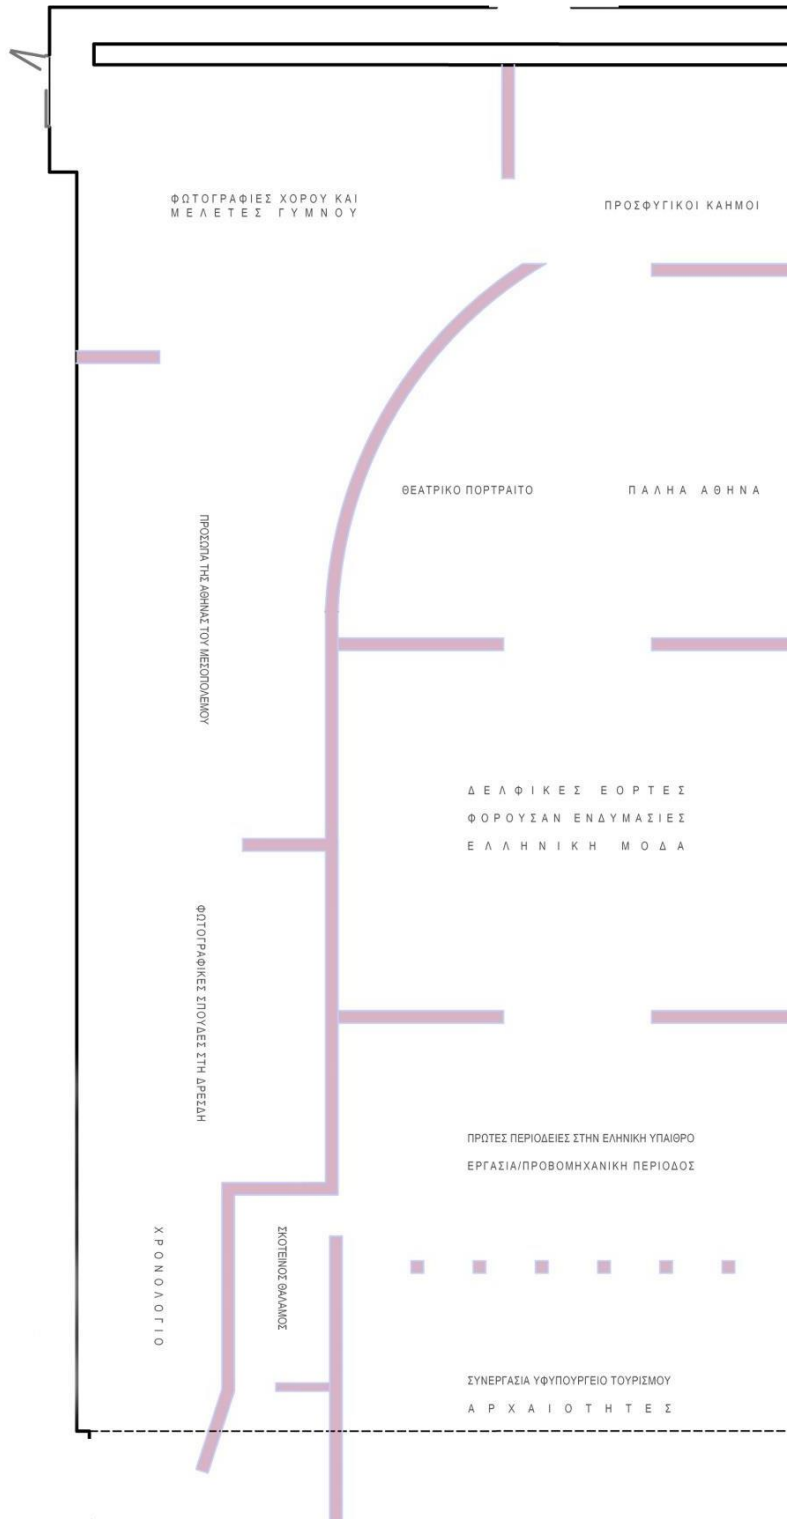 ΦΩΤΟΓΡΑΦΙΕΣ ΧΟΡΟΥ ΚΑΙ
ΜΕΛΕΤΕΣ ΓΥΜΝΟΥ
ΠΡΟΣΦΥΓΙΚΟΙ ΚΑΗΜΟΙ
ΘΕΑΤΡΙΚΟ ΠΟΡΤΡΑΙΤΟ
ΠΑΛΗΑ ΑΘΗΝΑ
ΠΡΟΣΩΠΑ ΤΗΣ ΑΘΗΝΑΣ ΤΟΥ ΜΕΣΟΠΟΛΕΜΟΥ
ΔΕΛΦΙΚΕΣ ΕΟΡΤΕΣ
ΦΟΡΟΥΣΑΝ ΕΝΔΥΜΑΣΙΕΣ
ΕΛΛΗΝΙΚΗ ΜΟΔΑ
ΦΩΤΟΓΡΑΦΙΚΕΣ ΣΠΟΥΔΕΣ ΣΤΗ ΔΡΕΣΔΗ
ΠΡΩΤΕΣ ΠΕΡΙΟΔΕΙΕΣ ΣΤΗΝ ΕΛΗΝΙΚΗ ΥΠΑΙΘΡΟ
ΕΡΓΑΣΙΑ/ΠΡΟΒΟΜΗΧΑΝΙΚΗ ΠΕΡΙΟΔΟΣ
ΧΡΟΝΟΛΟΓΙΟ
ΣΚΟΤΕΙΝΟΣ ΘΑΛΑΜΟΣ
ΣΥΝΕΡΓΑΣΙΑ ΥΦΥΠΟΥΡΓΕΙΟ ΤΟΥΡΙΣΜΟΥ
ΑΡΧΑΙΟΤΗΤΕΣ